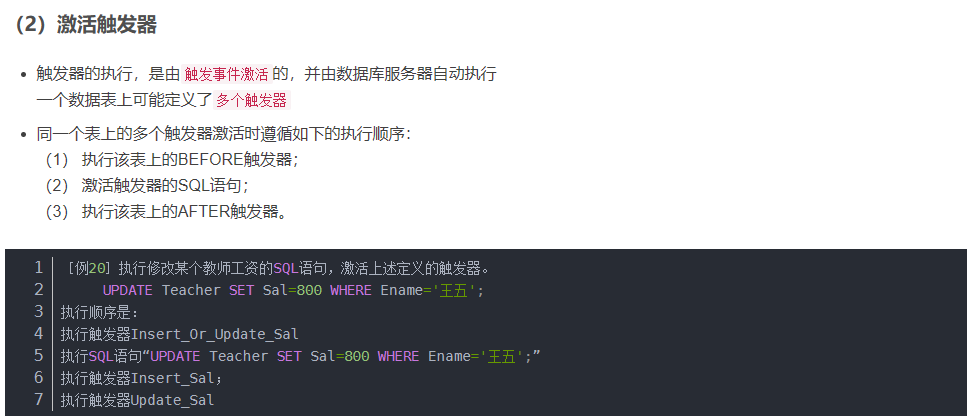 （2）激活触发器
• 触发器的执行，是由 触发事件激活 的，并由数据库服务器自动执行
一个数据表上可能定义了 多个触发器
• 同一个表上的多个触发器激活时遵循如下的执行顺序：
（1） 执行该表上的BEFORE触发器；
（2） 激活触发器的SQL语句；
（3） 执行该表上的AFTER触发器。
1 [例20] 执行修改某个教师工资的SQL语句，激活上述定义的触发器。
2 UPDATE Teacher SET Sal=800 WHERE Ename='王五';
3 执行顺序是：
4 执行触发器Insert_Or_Update_Sal
5 执行SQL语句“UPDATE Teacher SET Sal=800 WHERE Ename='王五';”
6 执行触发器Insert_Sal；
7 执行触发器Update_Sal